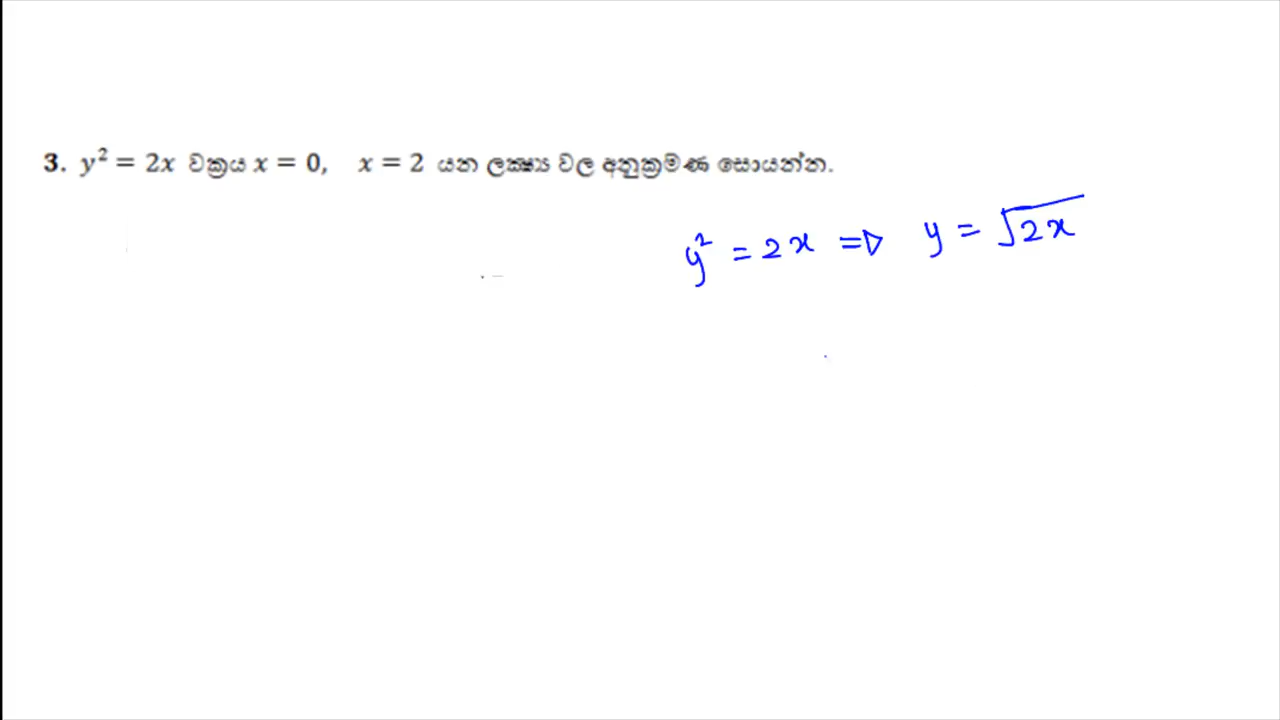 3. y² = 2x වක්‍රය x = 0, x = 2 යන ලක්‍ෂ්‍ය වල අනුක්‍රමණ සොයන්න.
y² = 2x ⇒ y = √2x